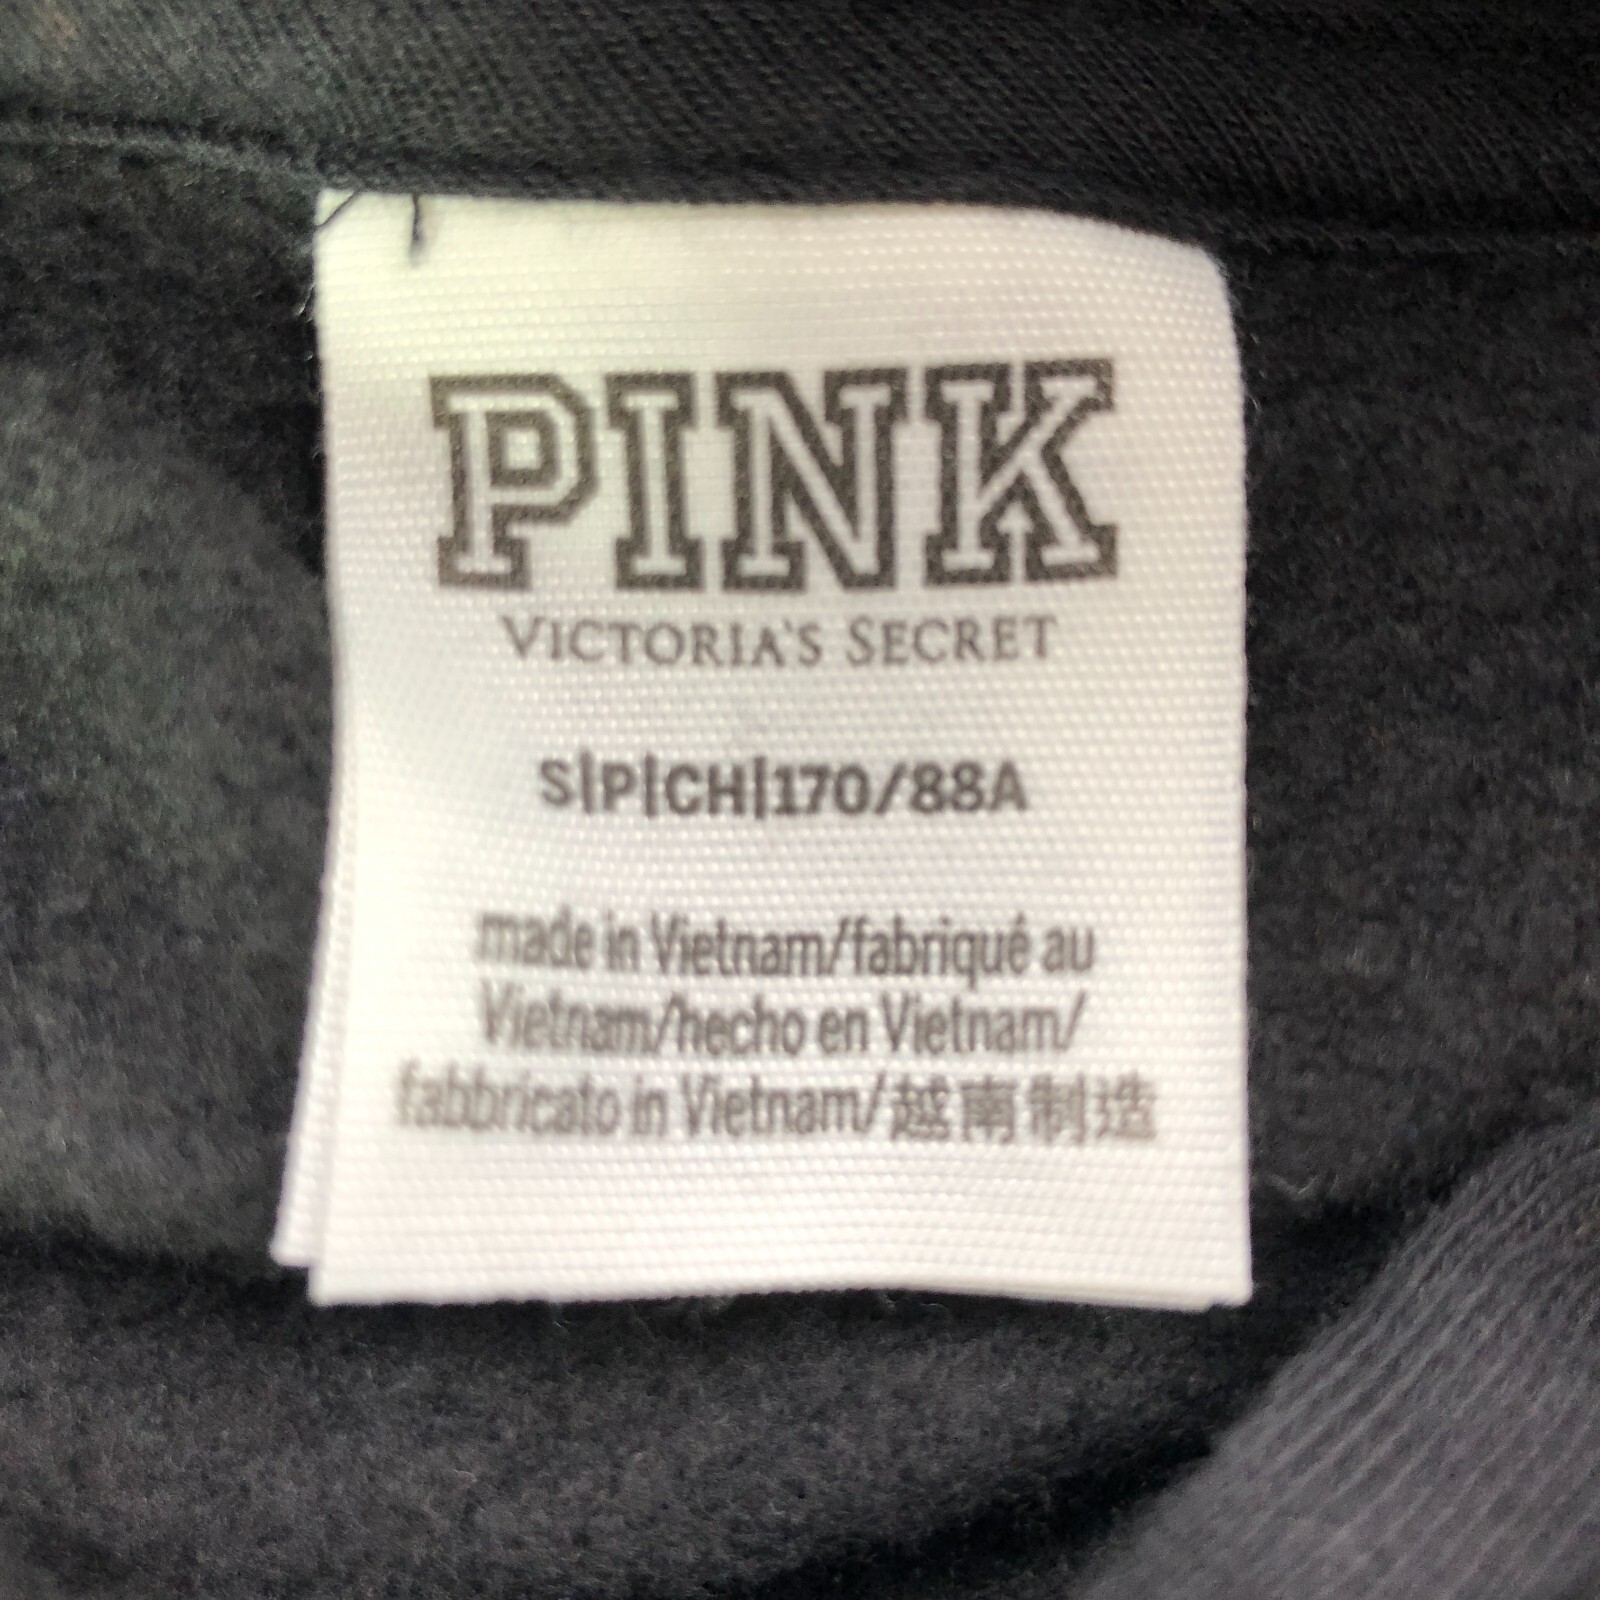 PINK
VICTORIA'S SECRET
S|P|CH|170/88A
made in Vietnam/fabriqué au
Vietnam/hecho en Vietnam/
fabbricato in Vietnam/越南制造